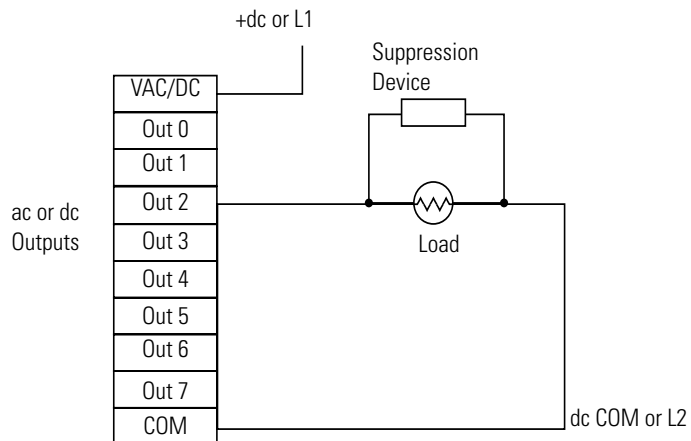 +dc or L1
Suppression
Device
VAC/DC
Out 0
Out 1
Out 2
Out 3
Out 4
Out 5
Out 6
Out 7
COM
ac or dc
Outputs
Load
dc COM or L2